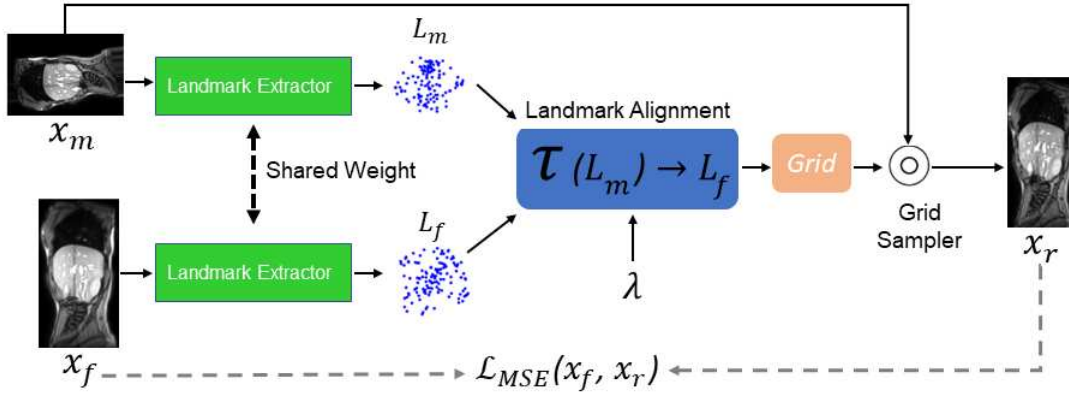 L_m
Landmark Extractor
x_m
Landmark Alignment
τ (L_m) → L_f
Grid
Shared Weight
L_f
Grid
Sampler
Landmark Extractor
x_r
λ
x_f
ℒ_MSE(x_f, x_r)